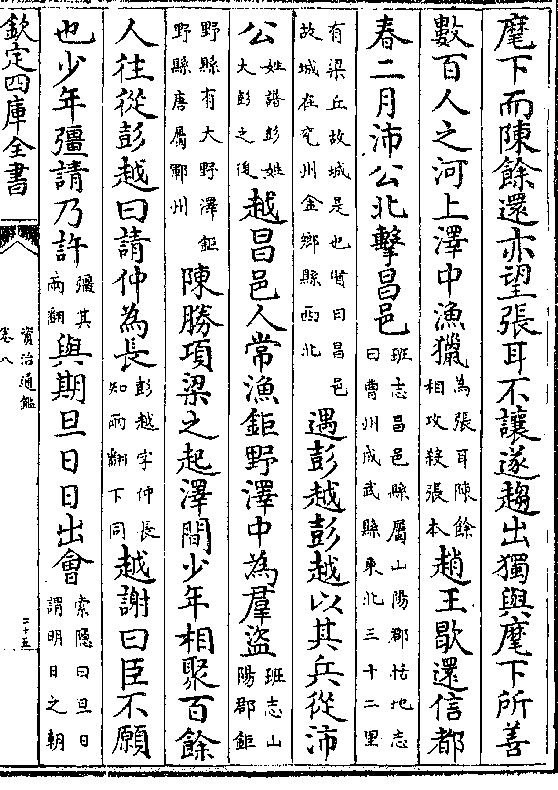 麾下而陳餘還亦望張耳不讓遂趨出獨與麾下所善
數百人之河上澤中漁獵為張耳陳餘相攻殺張本趙王歇還信都
春二月沛公北擊昌邑班志昌邑縣屬山陽郡括地志曰曹州成武縣東北三十二里
有梁丘故城是也賢曰昌邑故城在兗州金鄉縣西北遇彭越彭越以其兵從沛
公姓譜彭姓大彭之後越昌邑人常漁鉅野澤中為羣盜班志山陽郡鉅
野縣有大野澤鉅野縣唐屬鄆州陳勝項梁之起澤間少年相聚百餘
人往從彭越曰請仲為長彭越字仲長知兩翻下同越謝曰臣不願
也少年彊請乃許彊其兩翻與期旦日日出會索隱曰旦日謂明日之朝
欽定四庫全書
資治通鑑
卷八
二十五